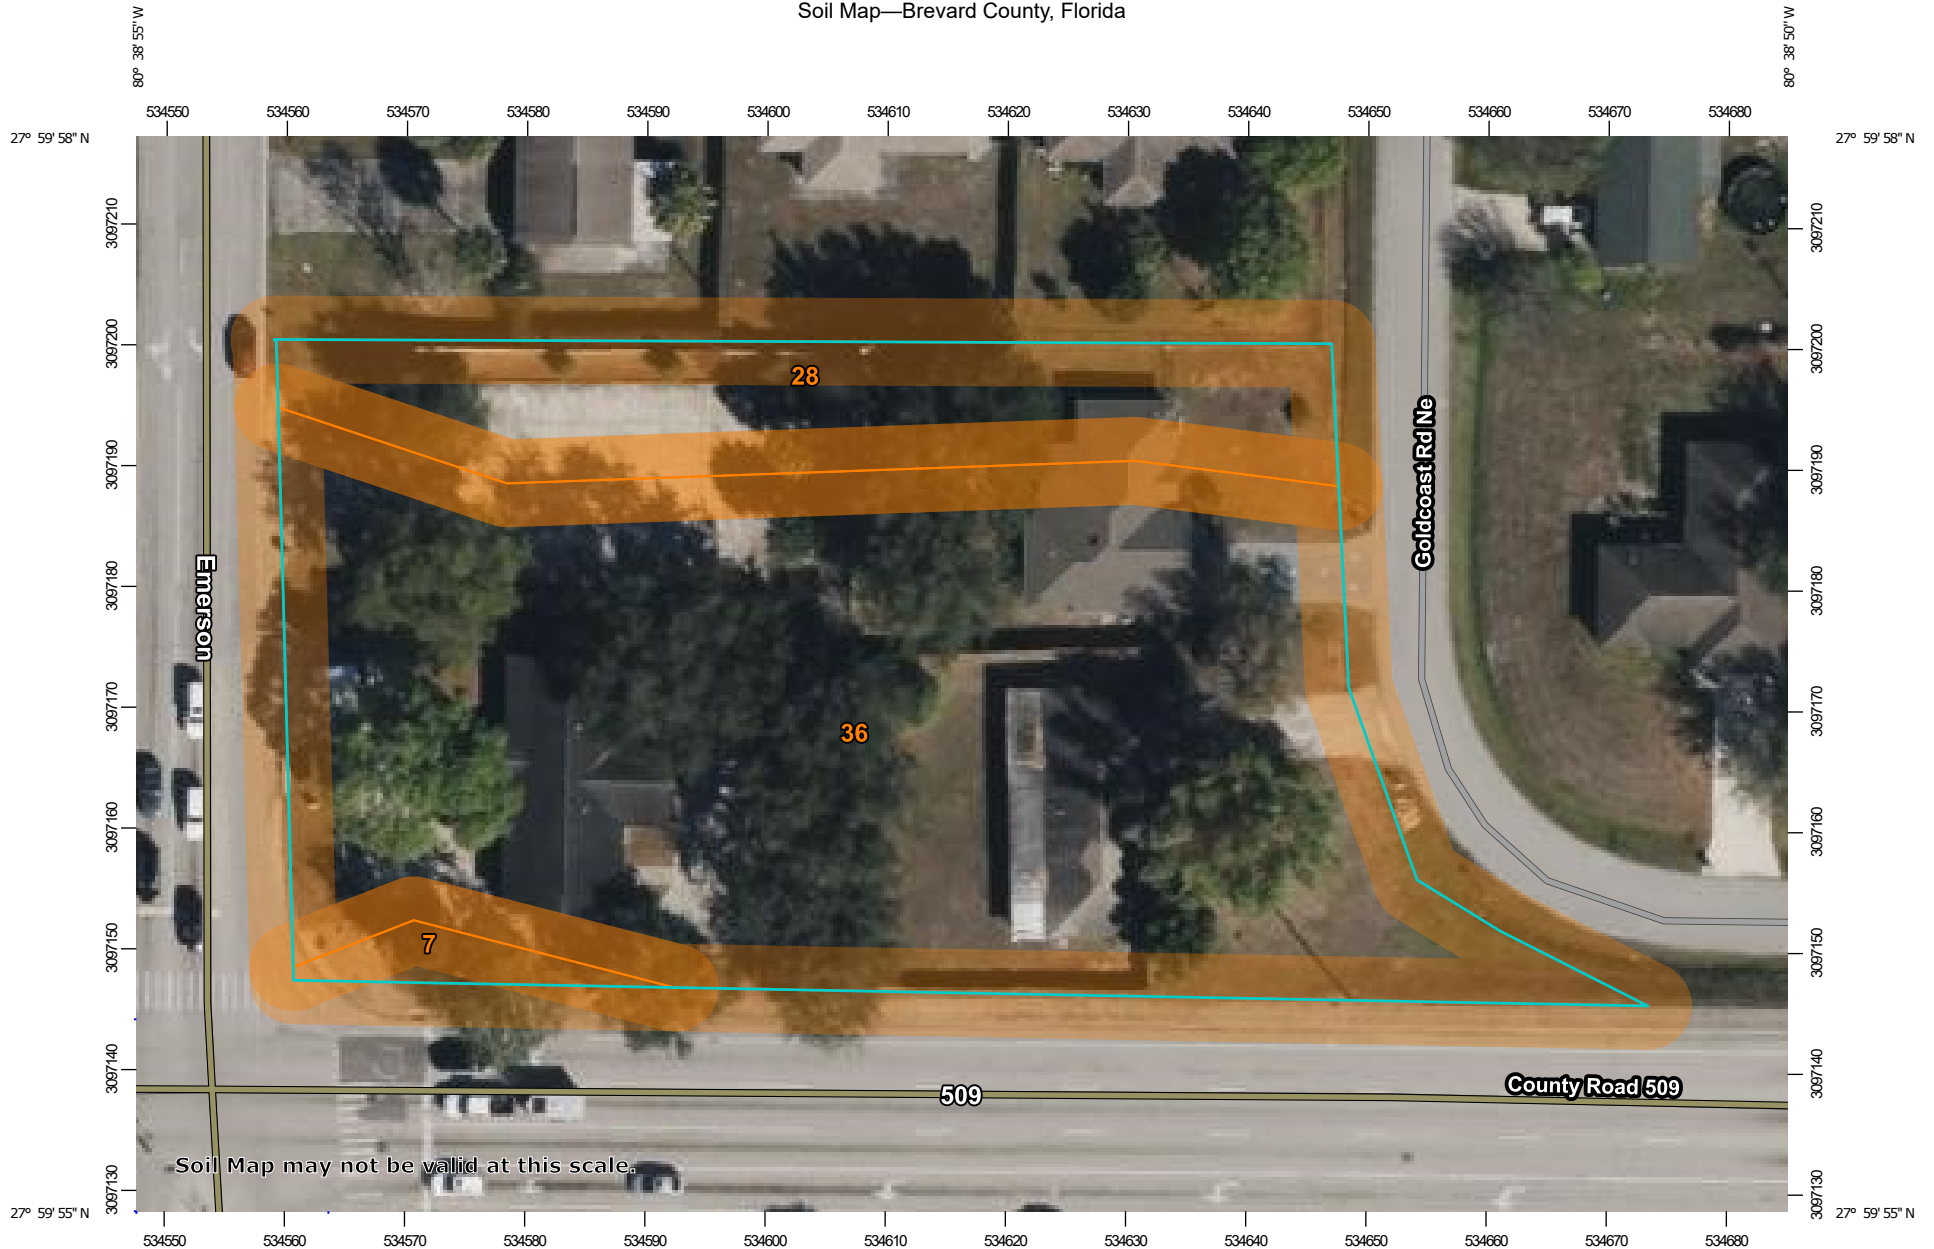 Soil Map—Brevard County, Florida
80° 38' 55'' W
80° 38' 50'' W
534550 534560 534570 534580 534590 534600 534610 534620 534630 534640 534650 534660 534670 534680
27° 59' 58'' N
27° 59' 58'' N
3097210
3097200
3097190
3097180
3097170
3097160
3097150
3097140
3097130
28
36
7
Emerson
Goldcoast Rd Ne
509
County Road 509
Soil Map may not be valid at this scale.
3097210
3097200
3097190
3097180
3097170
3097160
3097150
3097140
3097130
27° 59' 55'' N
27° 59' 55'' N
534550 534560 534570 534580 534590 534600 534610 534620 534630 534640 534650 534660 534670 534680